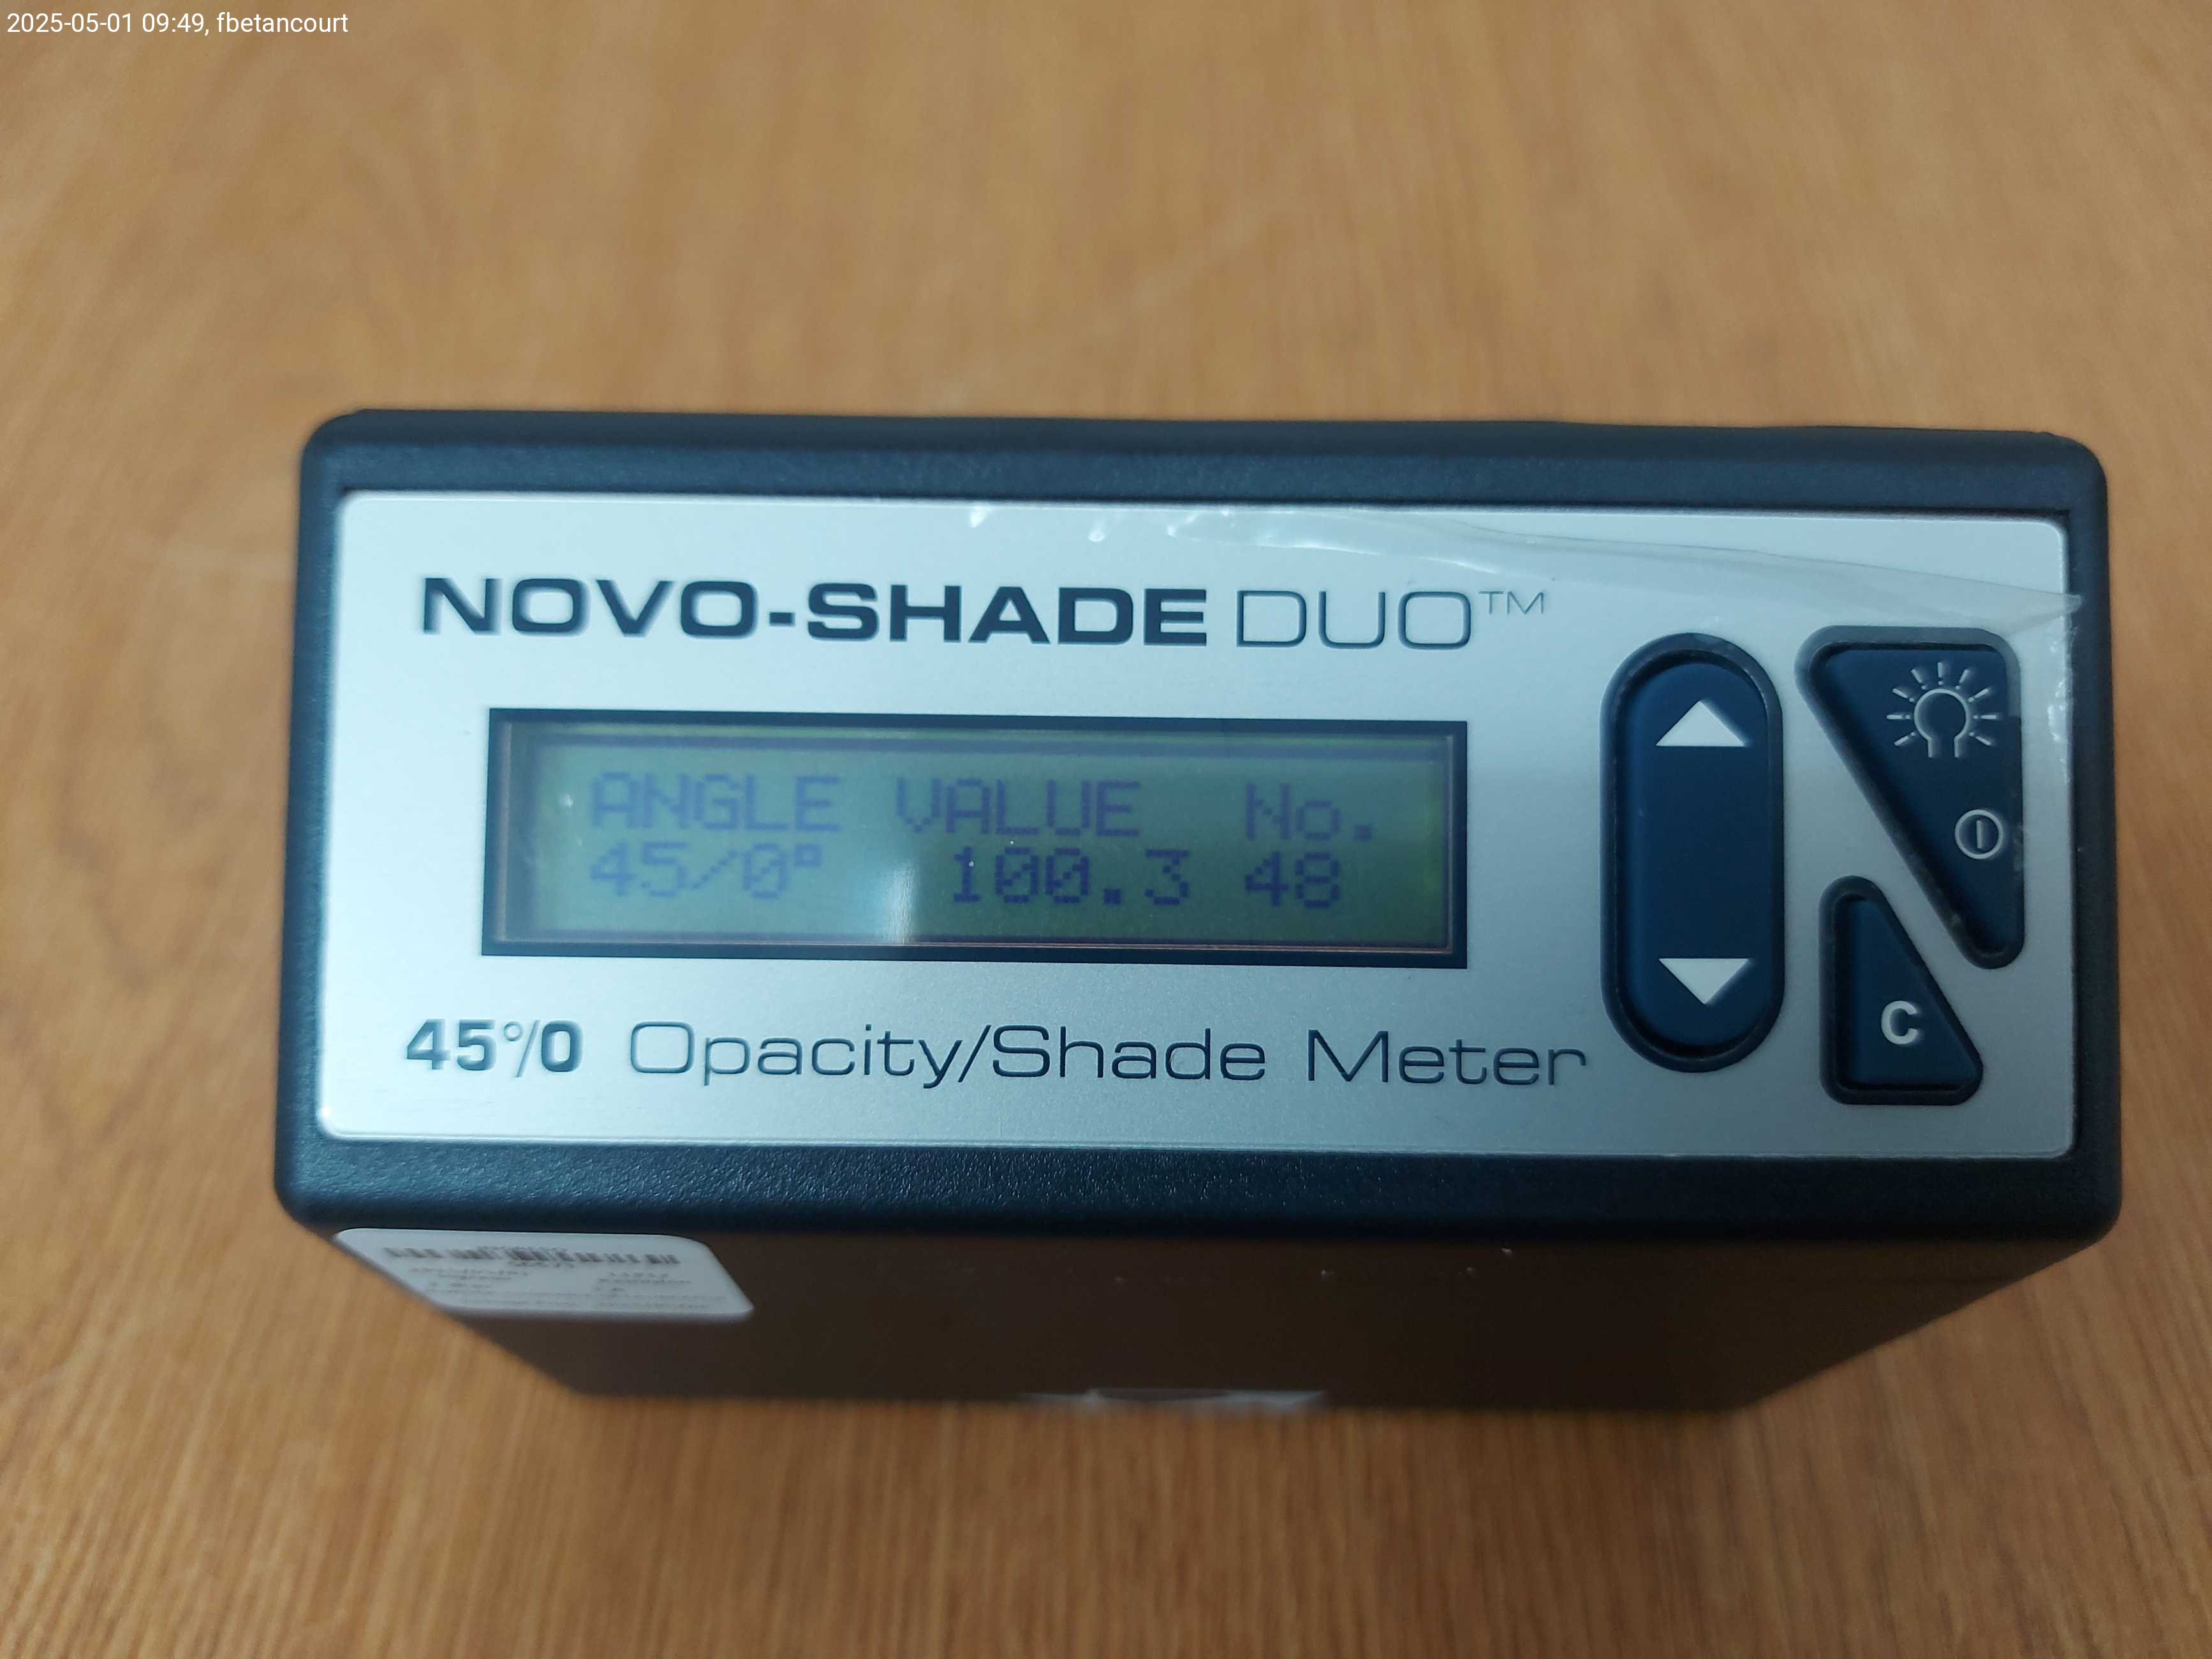 2025-05-01 09:49, fbetancourt
NOVO-SHADE DUO™
ANGLE VALUE No.
45/0° 100.3 48
45°/0 Opacity/Shade Meter
C